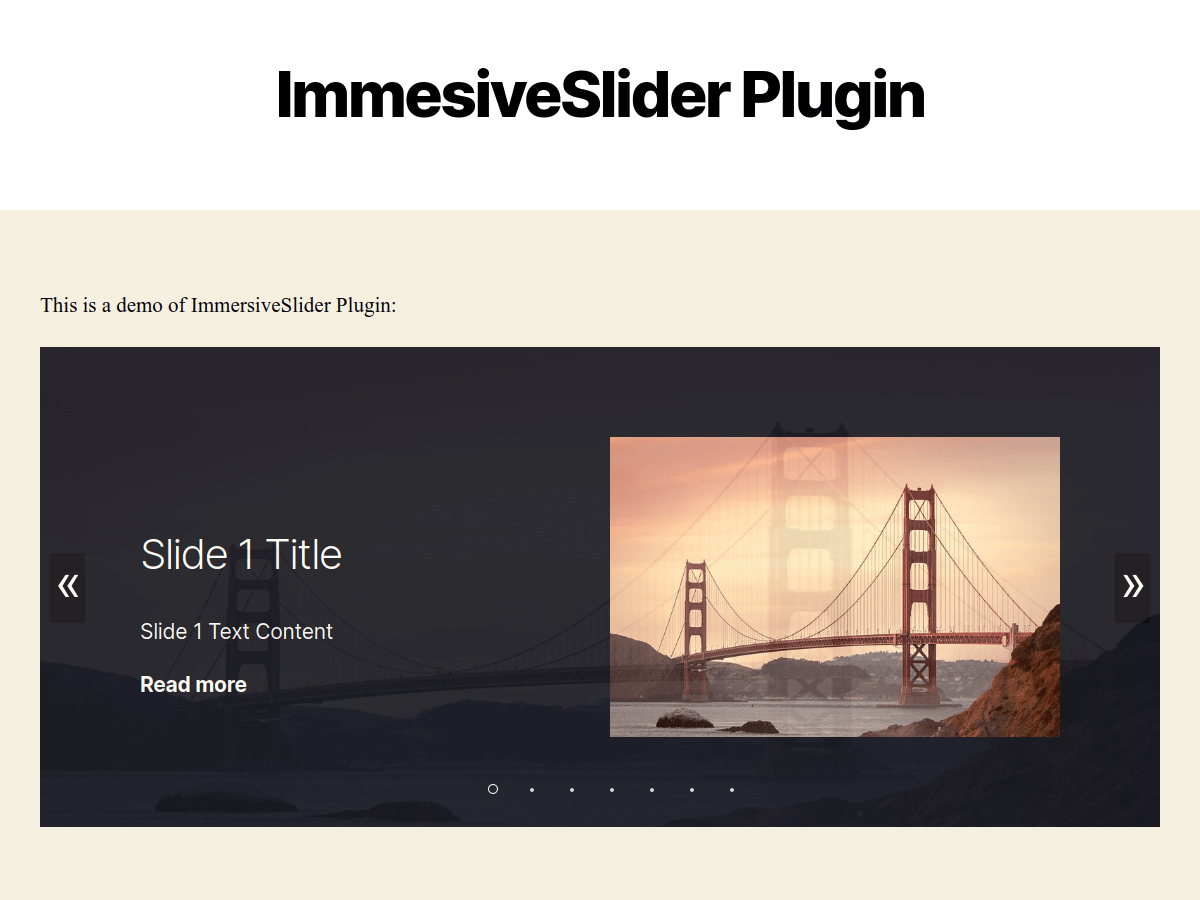 ImmesiveSlider Plugin
This is a demo of ImmersiveSlider Plugin:
Slide 1 Title
«
»
Slide 1 Text Content
Read more